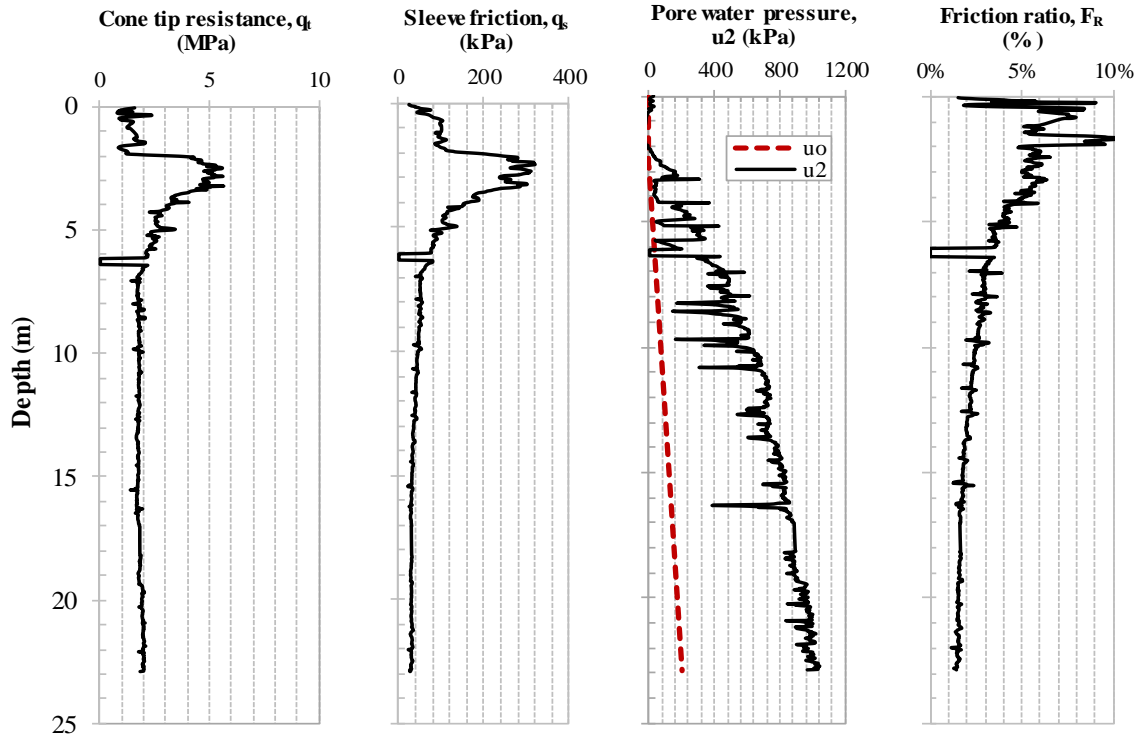 Cone tip resistance, qt
(MPa)
0 5 10
Sleeve friction, qs
(kPa)
0 200 400
Pore water pressure,
u2 (kPa)
0 400 800 1200
Friction ratio, FR
(%)
0% 5% 10%
Depth (m)
0
5
10
15
20
25
uo
u2